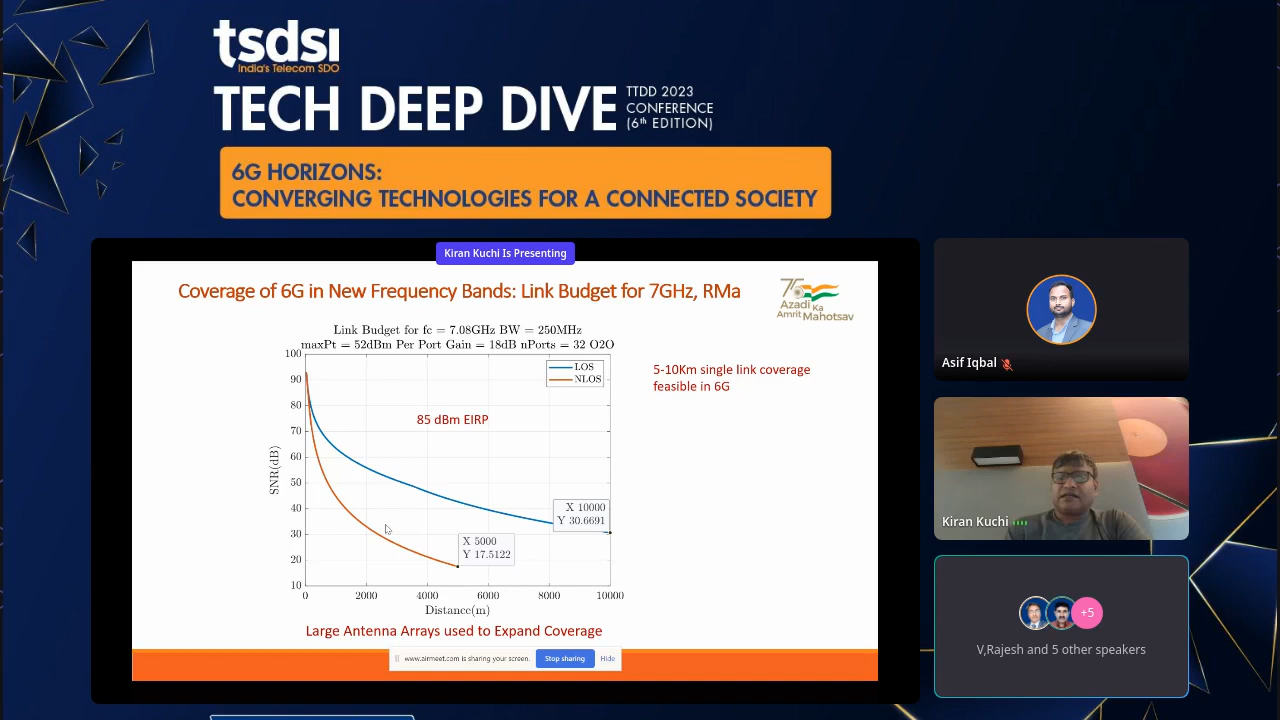 tsdsi
India's Telecom SDO
TECH DEEP DIVE
TTDD 2023
CONFERENCE
(6th EDITION)
6G HORIZONS:
CONVERGING TECHNOLOGIES FOR A CONNECTED SOCIETY
Kiran Kuchi Is Presenting
Coverage of 6G in New Frequency Bands: Link Budget for 7GHz, RMa
75
Azadi Ka
Amrit Mahotsav
Link Budget for fc = 7.08GHz BW = 250MHz
maxPt = 52dBm Per Port Gain = 18dB nPorts = 32 O2O
100
90
80
70
60
50
40
30
20
10
SNR(dB)
LOS
NLOS
85 dBm EIRP
X 10000
Y 30.6691
X 5000
Y 17.5122
0 2000 4000 6000 8000 10000
Distance(m)
5-10Km single link coverage
feasible in 6G
Large Antenna Arrays used to Expand Coverage
www.airmeet.com is sharing your screen. Stop sharing Hide
Asif Iqbal
Kiran Kuchi
+5
V,Rajesh and 5 other speakers